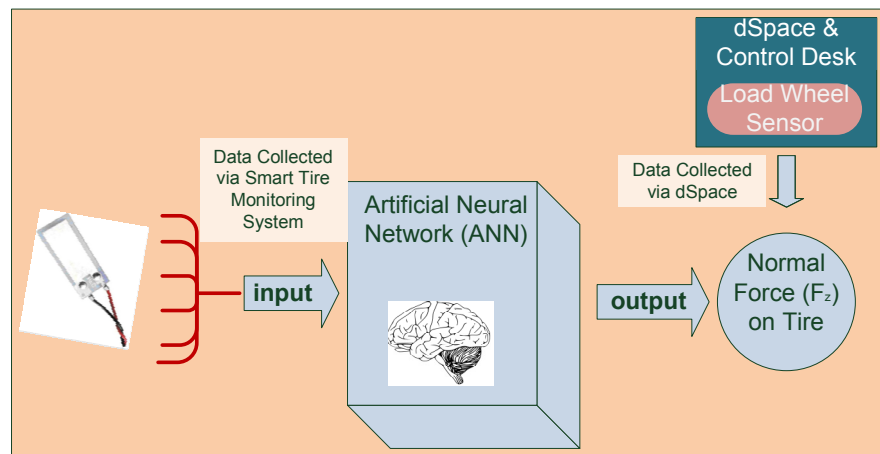 dSpace &
Control Desk
Load Wheel
Sensor
Data Collected
via Smart Tire
Monitoring
System
Data Collected
via dSpace
Artificial Neural
Network (ANN)
input
output
Normal
Force (F₂)
on Tire